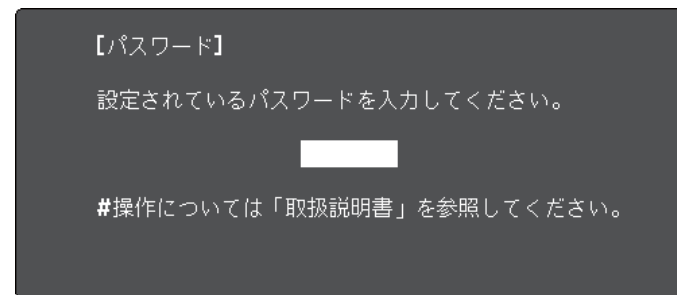 【パスワード】
設定されているパスワードを入力してください。
#操作については「取扱説明書」を参照してください。